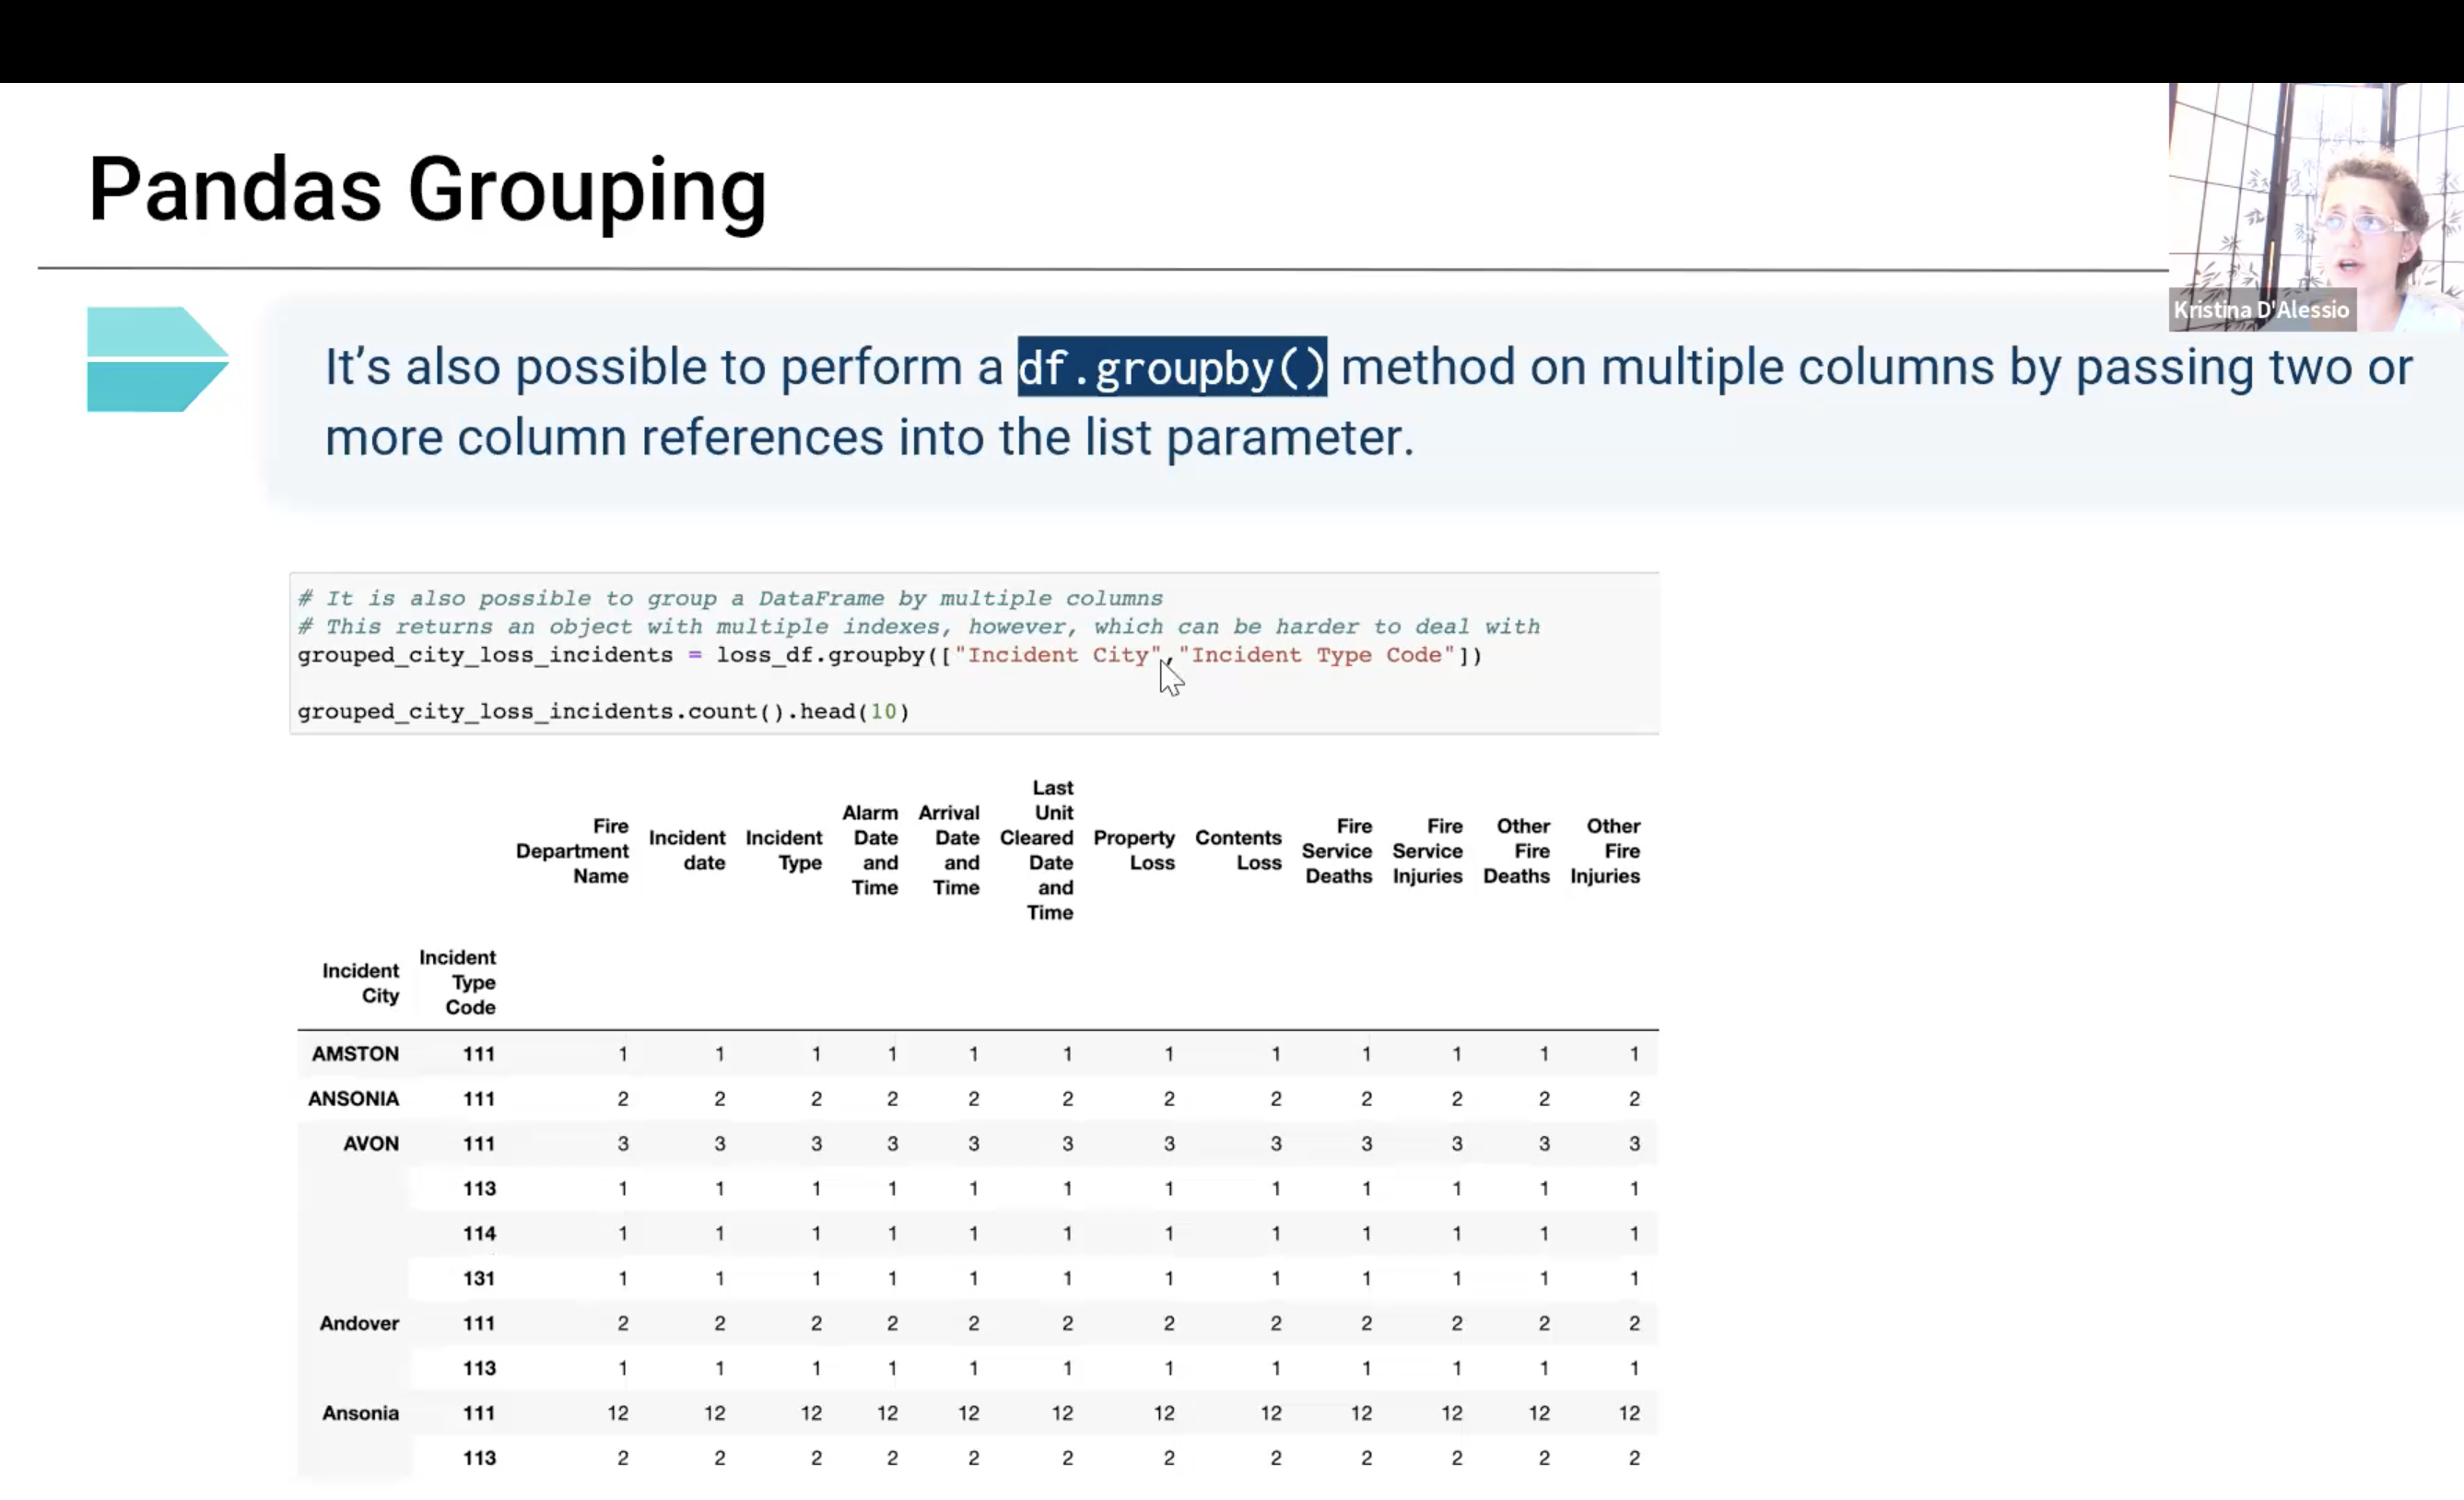 Pandas Grouping
Kristina D'Alessio
It's also possible to perform a df.groupby() method on multiple columns by passing two or
more column references into the list parameter.
# It is also possible to group a DataFrame by multiple columns
# This returns an object with multiple indexes, however, which can be harder to deal with
grouped_city_loss_incidents = loss_df.groupby(["Incident City","Incident Type Code"])
grouped_city_loss_incidents.count().head(10)
Fire Department Name
Incident date
Incident Type
Alarm Date and Time
Arrival Date and Time
Last Unit Cleared Date and Time
Property Loss
Contents Loss
Fire Service Deaths
Fire Service Injuries
Other Fire Deaths
Other Fire Injuries
Incident City
Incident Type Code
AMSTON 111 1 1 1 1 1 1 1 1 1 1 1 1
ANSONIA 111 2 2 2 2 2 2 2 2 2 2 2 2
AVON 111 3 3 3 3 3 3 3 3 3 3 3 3
113 1 1 1 1 1 1 1 1 1 1 1 1
114 1 1 1 1 1 1 1 1 1 1 1 1
131 1 1 1 1 1 1 1 1 1 1 1 1
Andover 111 2 2 2 2 2 2 2 2 2 2 2 2
113 1 1 1 1 1 1 1 1 1 1 1 1
Ansonia 111 12 12 12 12 12 12 12 12 12 12 12 12
113 2 2 2 2 2 2 2 2 2 2 2 2